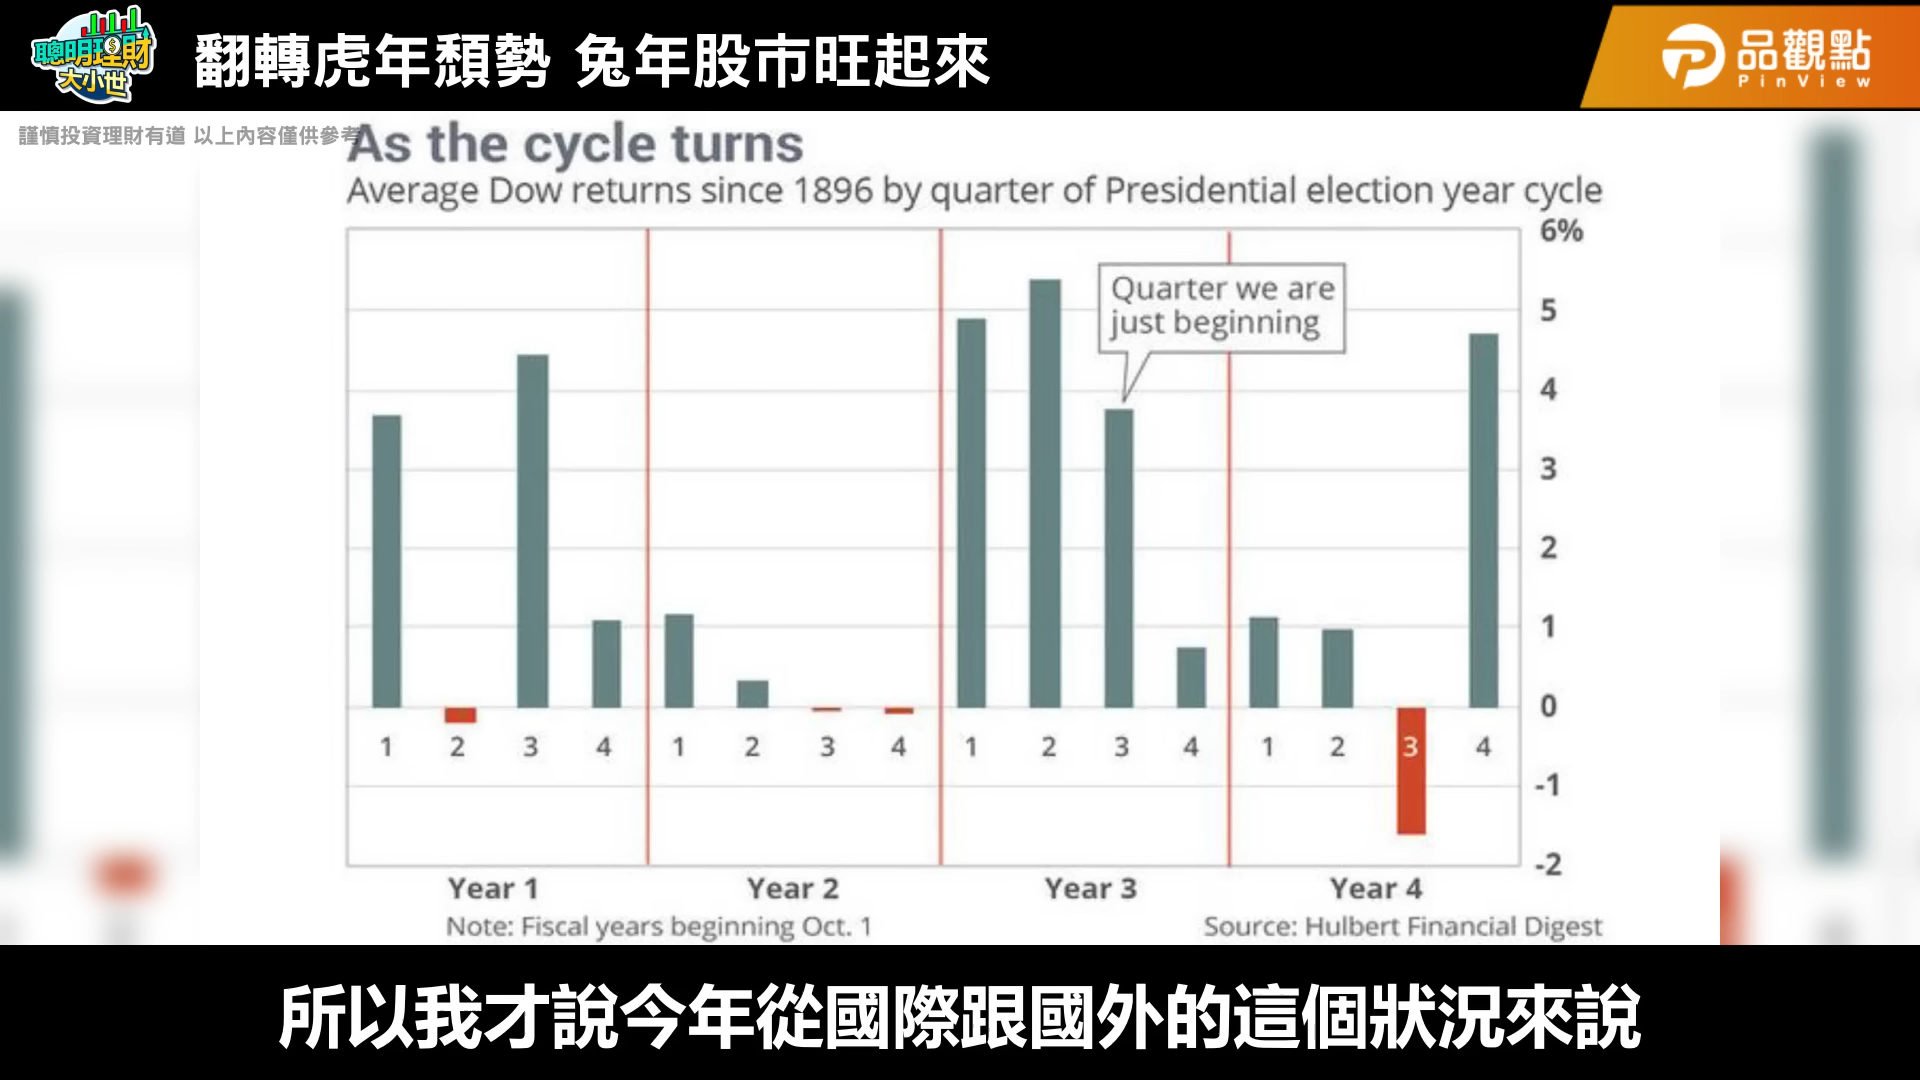 聰明理財
大小世
翻轉虎年頹勢 兔年股市旺起來
品觀點
PinView
謹慎投資理財有道 以上內容僅供參考
As the cycle turns
Average Dow returns since 1896 by quarter of Presidential election year cycle
6%
5
4
3
2
1
0
-1
-2
Quarter we are
just beginning
1 2 3 4 1 2 3 4 1 2 3 4 1 2 3 4
Year 1 Year 2 Year 3 Year 4
Note: Fiscal years beginning Oct. 1
Source: Hulbert Financial Digest
所以我才說今年從國際跟國外的這個狀況來說